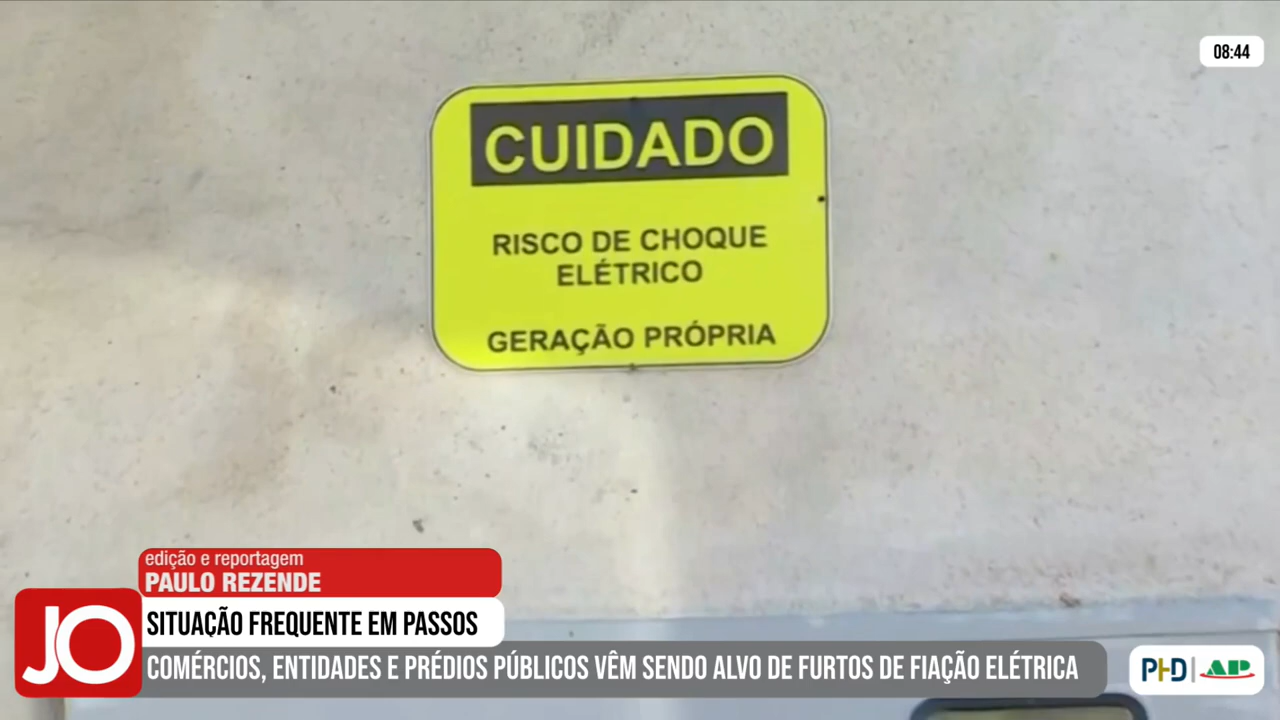 08:44
CUIDADO
RISCO DE CHOQUE
ELÉTRICO
GERAÇÃO PRÓPRIA
edição e reportagem
PAULO REZENDE
JO
SITUAÇÃO FREQUENTE EM PASSOS
COMÉRCIOS, ENTIDADES E PRÉDIOS PÚBLICOS VÊM SENDO ALVO DE FURTOS DE FIAÇÃO ELÉTRICA
PHD | AP